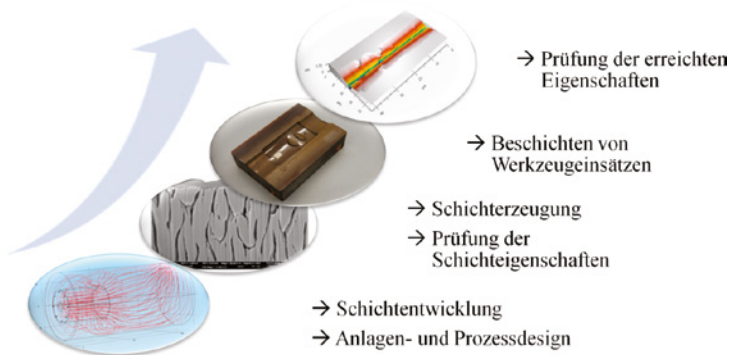 → Prüfung der erreichten
Eigenschaften
→ Beschichten von
Werkzeugeinsätzen
→ Schichterzeugung
→ Prüfung der
Schichteigenschaften
→ Schichtentwicklung
→ Anlagen- und Prozessdesign